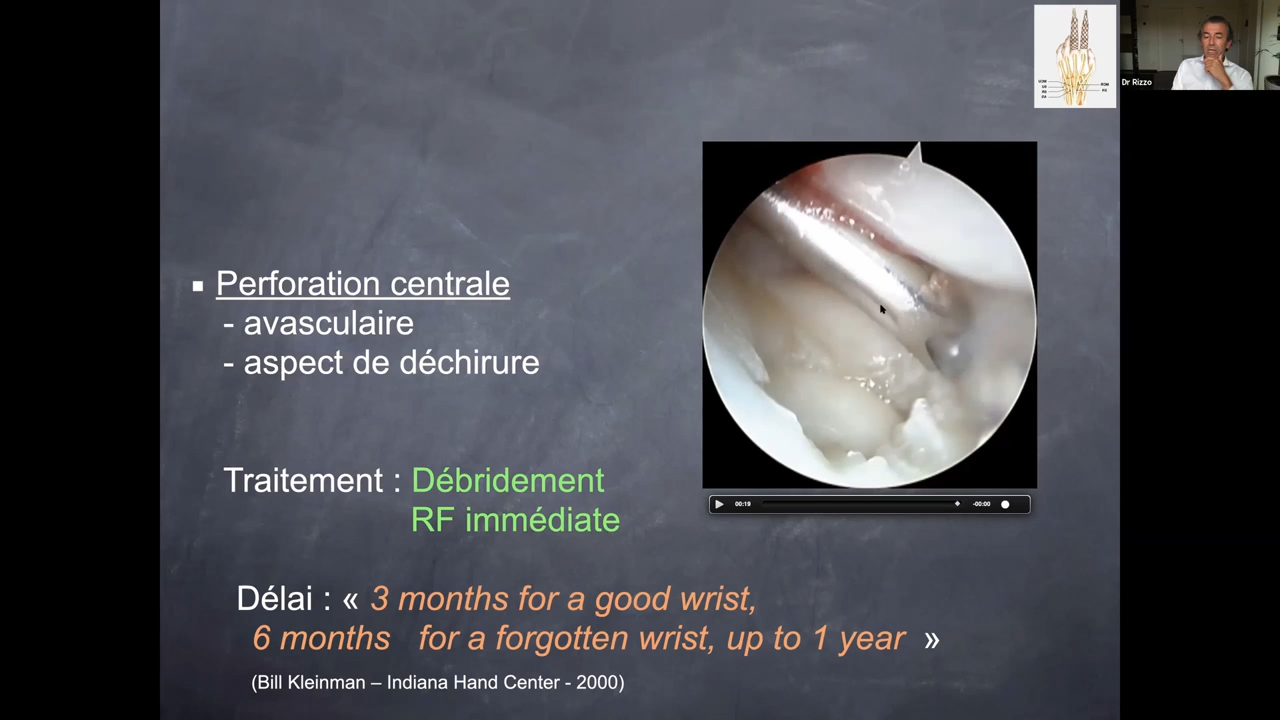 Dr Rizzo
▪ Perforation centrale
- avasculaire
- aspect de déchirure
Traitement : Débridement
RF immédiate
00:19
-00:00
Délai : « 3 months for a good wrist,
6 months for a forgotten wrist, up to 1 year »
(Bill Kleinman – Indiana Hand Center - 2000)